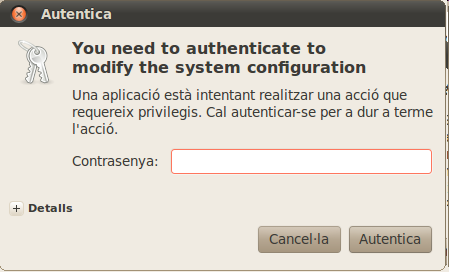 Autentica
You need to authenticate to
modify the system configuration
Una aplicació està intentant realitzar una acció que
requereix privilegis. Cal autenticar-se per a dur a terme
l'acció.
Contrasenya:
Detalls
Cancel·la
Autentica